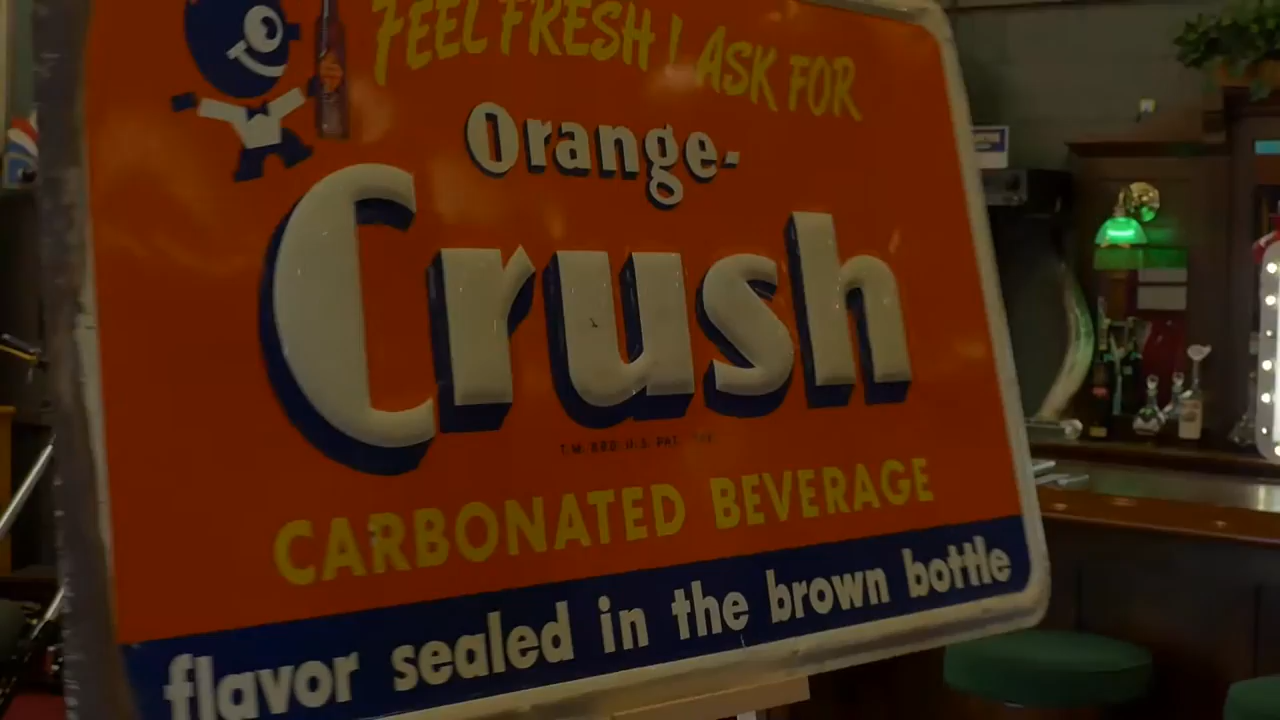 FEEL FRESH! ASK FOR
Orange-
Crush
T.M. REG. U.S. PAT.
CARBONATED BEVERAGE
flavor sealed in the brown bottle